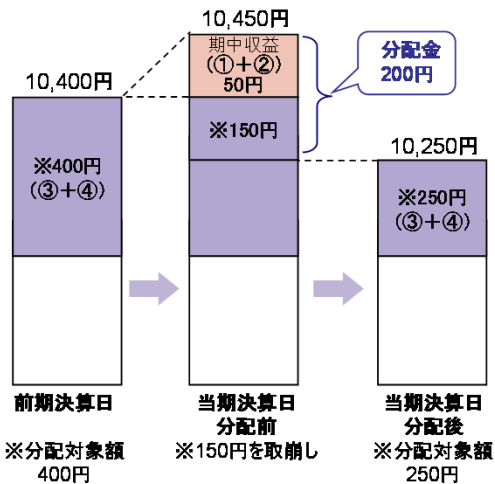 10,450円
期中収益
(①+②)
50円
分配金
200円
10,400円
※150円
10,250円
※400円
(③+④)
※250円
(③+④)
前期決算日
当期決算日
分配前
当期決算日
分配後
※分配対象額
400円
※150円を取崩し
※分配対象額
250円